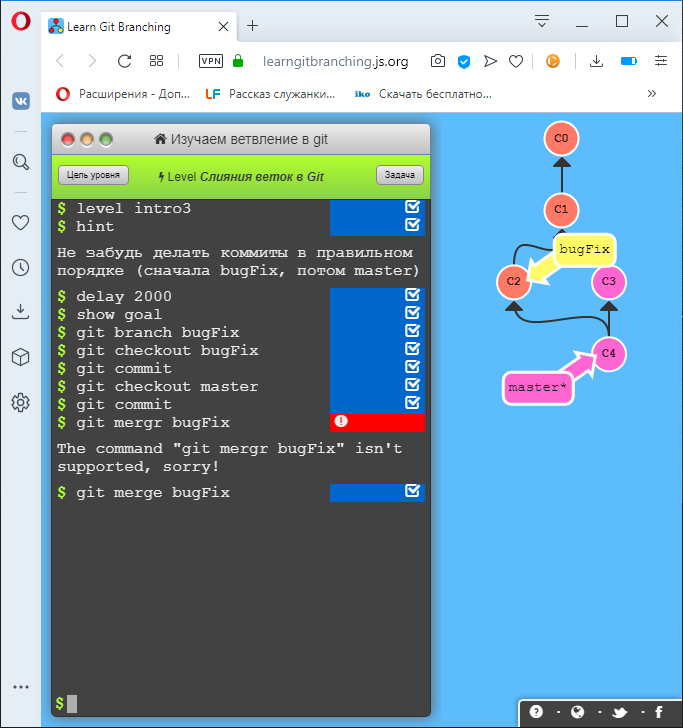 Learn Git Branching
VPN
learngitbranching.js.org
Расширения - Доп...
LF
Рассказ служанки...
iko
Скачать бесплатно...
Изучаем ветвление в git
Цель уровня
Level Слияния веток в Git
Задача
$ level intro3
$ hint
Не забудь делать коммиты в правильном
порядке (сначала bugFix, потом master)
$ delay 2000
$ show goal
$ git branch bugFix
$ git checkout bugFix
$ git commit
$ git checkout master
$ git commit
$ git mergr bugFix
The command "git mergr bugFix" isn't
supported, sorry!
$ git merge bugFix
$
C0
C1
bugFix
C2
C3
C4
master*